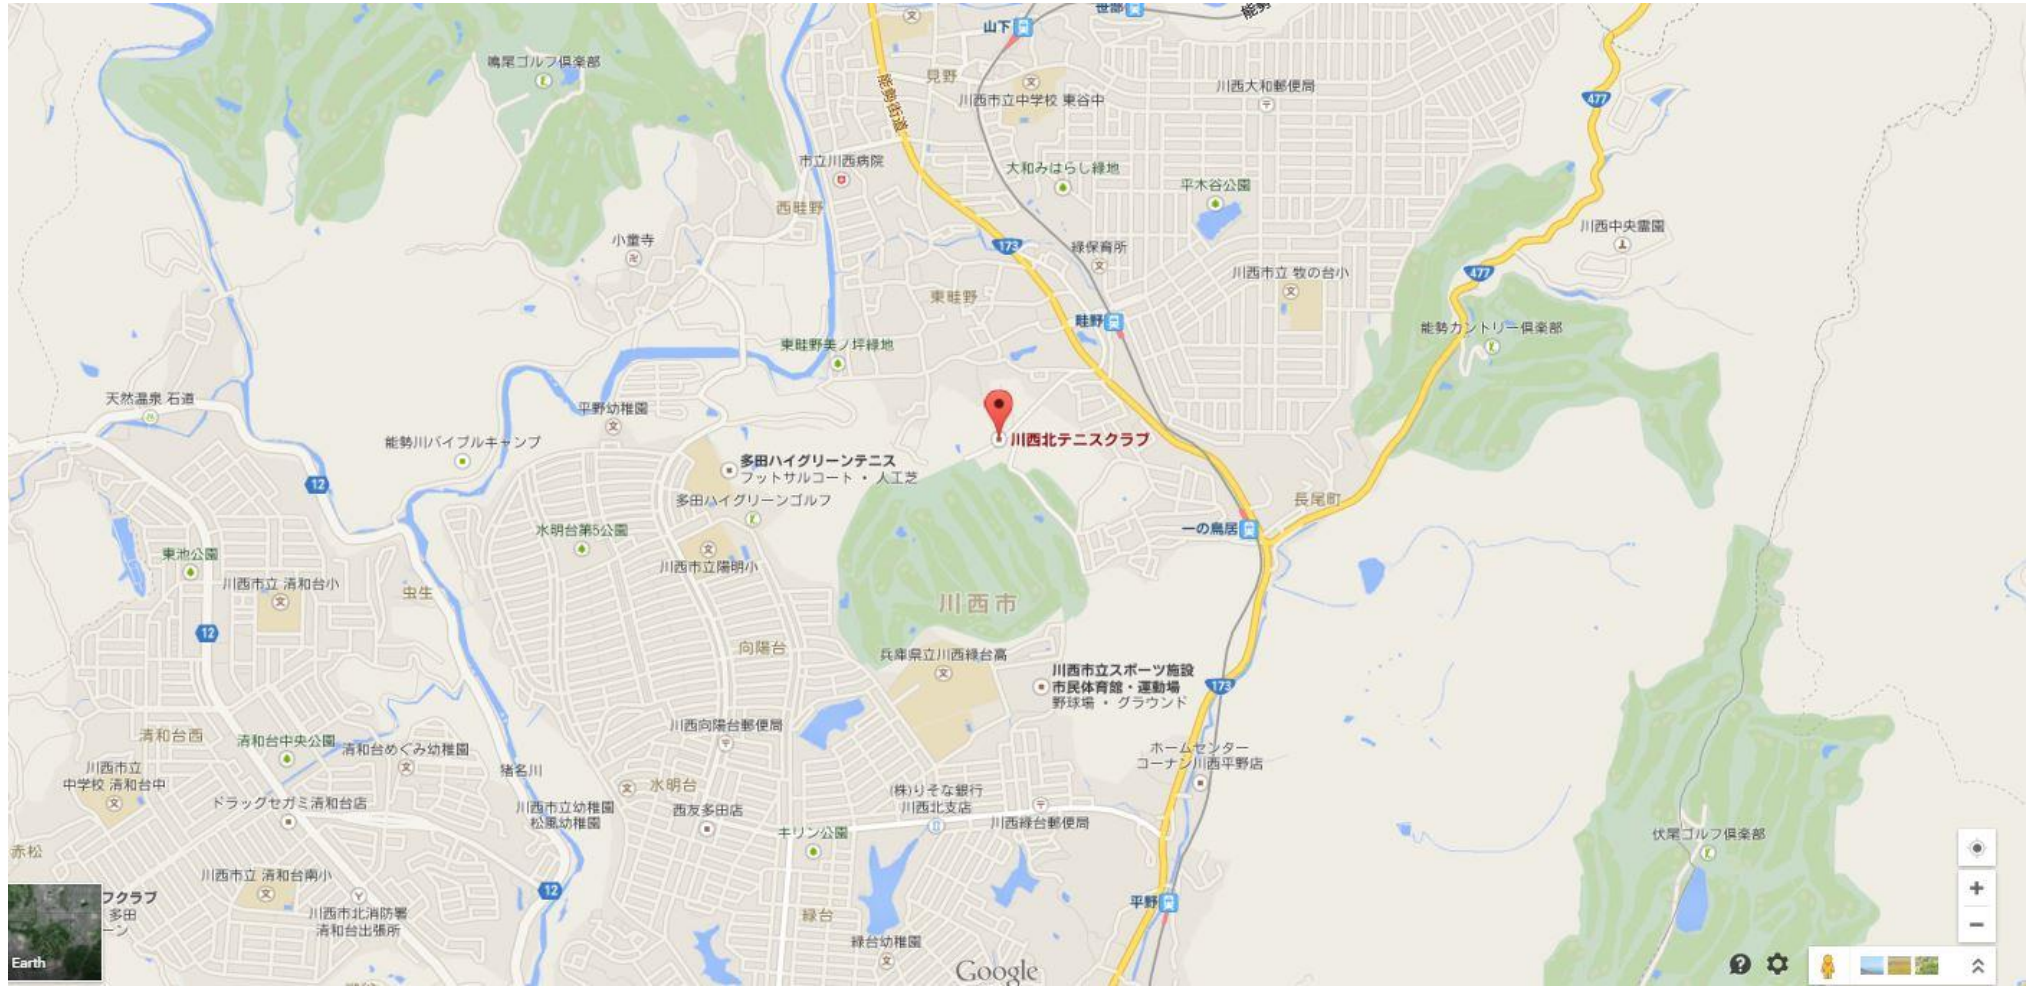 山下
笹部
能勢
鳴尾ゴルフ倶楽部
見野
川西市立中学校 東谷中
川西大和郵便局
能勢街道
477
市立川西病院
大和みはらし緑地
平木谷公園
西畦野
川西中央霊園
小童寺
173
緑保育所
川西市立 牧の台小
477
東畦野
畦野
能勢カントリー倶楽部
東畦野美ノ坪緑地
天然温泉 石道
平野幼稚園
能勢川バイブルキャンプ
川西北テニスクラブ
多田ハイグリーンテニス
フットサルコート・人工芝
12
多田ハイグリーンゴルフ
長尾町
水明台第5公園
一の鳥居
東池公園
川西市立陽明小
川西市立 清和台小
虫生
川西市
12
向陽台
兵庫県立川西緑台高
川西市立スポーツ施設
市民体育館・運動場
野球場・グラウンド
173
川西向陽台郵便局
清和台西
清和台中央公園
清和台めぐみ幼稚園
ホームセンター
コーナン川西平野店
川西市立
中学校 清和台中
猪名川
水明台
(株)りそな銀行
川西北支店
ドラッグセガミ清和台店
川西市立幼稚園
松風幼稚園
西友多田店
キリン公園
川西緑台郵便局
伏尾ゴルフ倶楽部
赤松
川西市立 清和台南小
12
フクラブ
多田
ーン
川西市北消防署
清和台出張所
平野
緑台
緑台幼稚園
Earth
Google